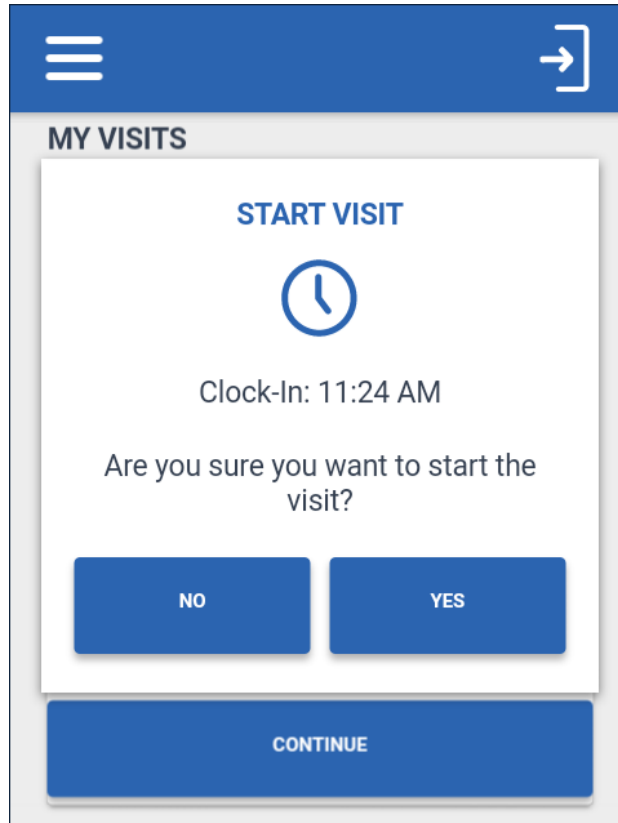 MY VISITS
START VISIT
Clock-In: 11:24 AM
Are you sure you want to start the
visit?
NO
YES
CONTINUE